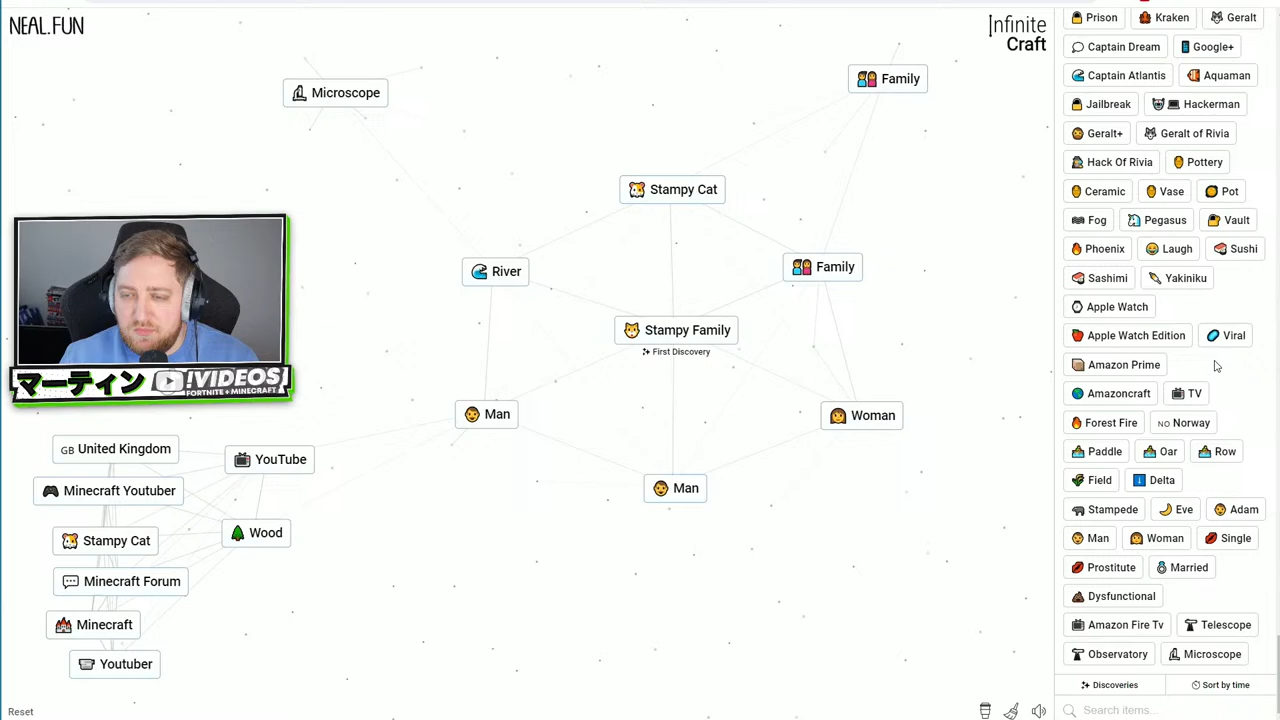 NEAL.FUN
Infinite
Craft
Microscope
Family
Stampy Cat
River
Family
Stampy Family
First Discovery
Man
Woman
Man
マーティン !VIDEOS
FORTNITE + MINECRAFT
GB United Kingdom
YouTube
Minecraft Youtuber
Wood
Stampy Cat
Minecraft Forum
Minecraft
Youtuber
Reset
Prison Kraken Geralt
Captain Dream Google+
Captain Atlantis Aquaman
Jailbreak Hackerman
Geralt+ Geralt of Rivia
Hack Of Rivia Pottery
Ceramic Vase Pot
Fog Pegasus Vault
Phoenix Laugh Sushi
Sashimi Yakiniku
Apple Watch
Apple Watch Edition Viral
Amazon Prime
Amazoncraft TV
Forest Fire NO Norway
Paddle Oar Row
Field Delta
Stampede Eve Adam
Man Woman Single
Prostitute Married
Dysfunctional
Amazon Fire Tv Telescope
Observatory Microscope
Discoveries Sort by time
Search items...